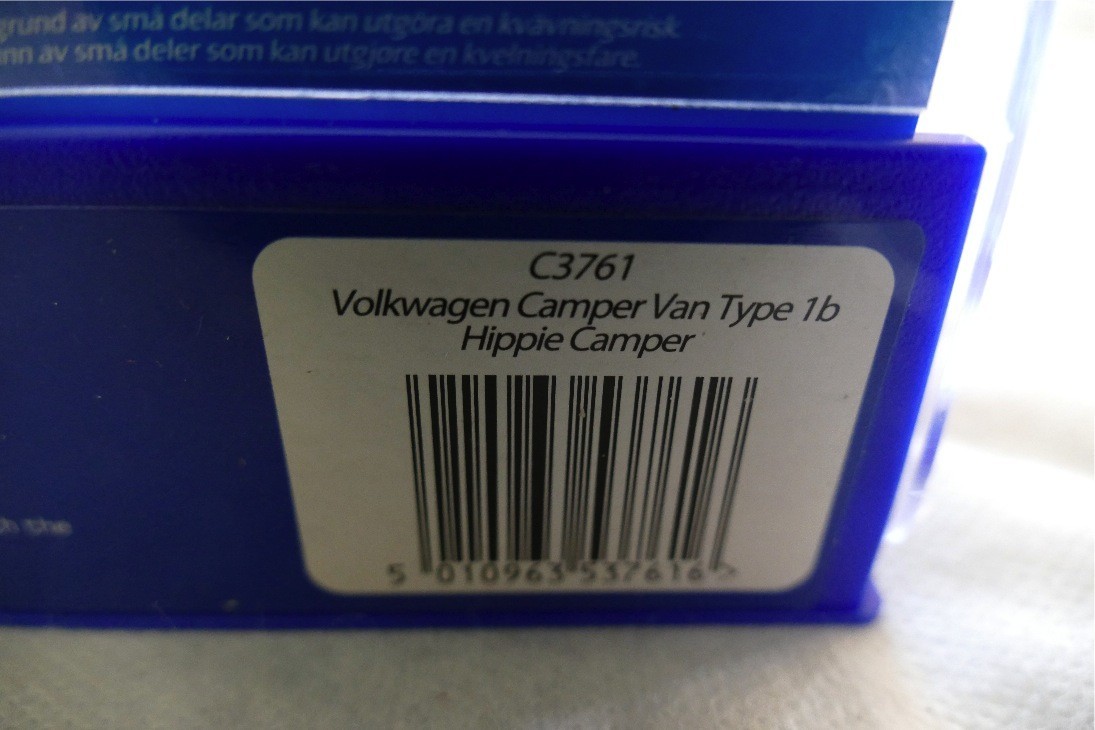 grund av små delar som kan utgöra en kvävningsrisk
av små deler som kan utgjøre en kvelningsfare.
C3761
Volkwagen Camper Van Type 1b
Hippie Camper
the
5 010963 537616 >